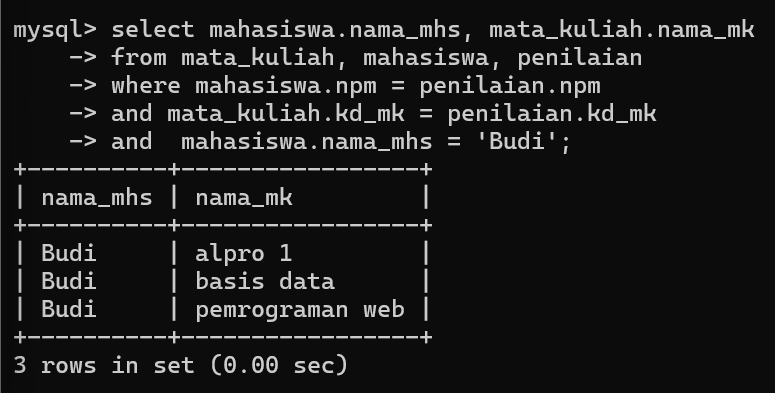 mysql> select mahasiswa.nama_mhs, mata_kuliah.nama_mk
    -> from mata_kuliah, mahasiswa, penilaian
    -> where mahasiswa.npm = penilaian.npm
    -> and mata_kuliah.kd_mk = penilaian.kd_mk
    -> and  mahasiswa.nama_mhs = 'Budi';
+----------+------------------+
| nama_mhs | nama_mk          |
+----------+------------------+
| Budi     | alpro 1          |
| Budi     | basis data       |
| Budi     | pemrograman web |
+----------+------------------+
3 rows in set (0.00 sec)